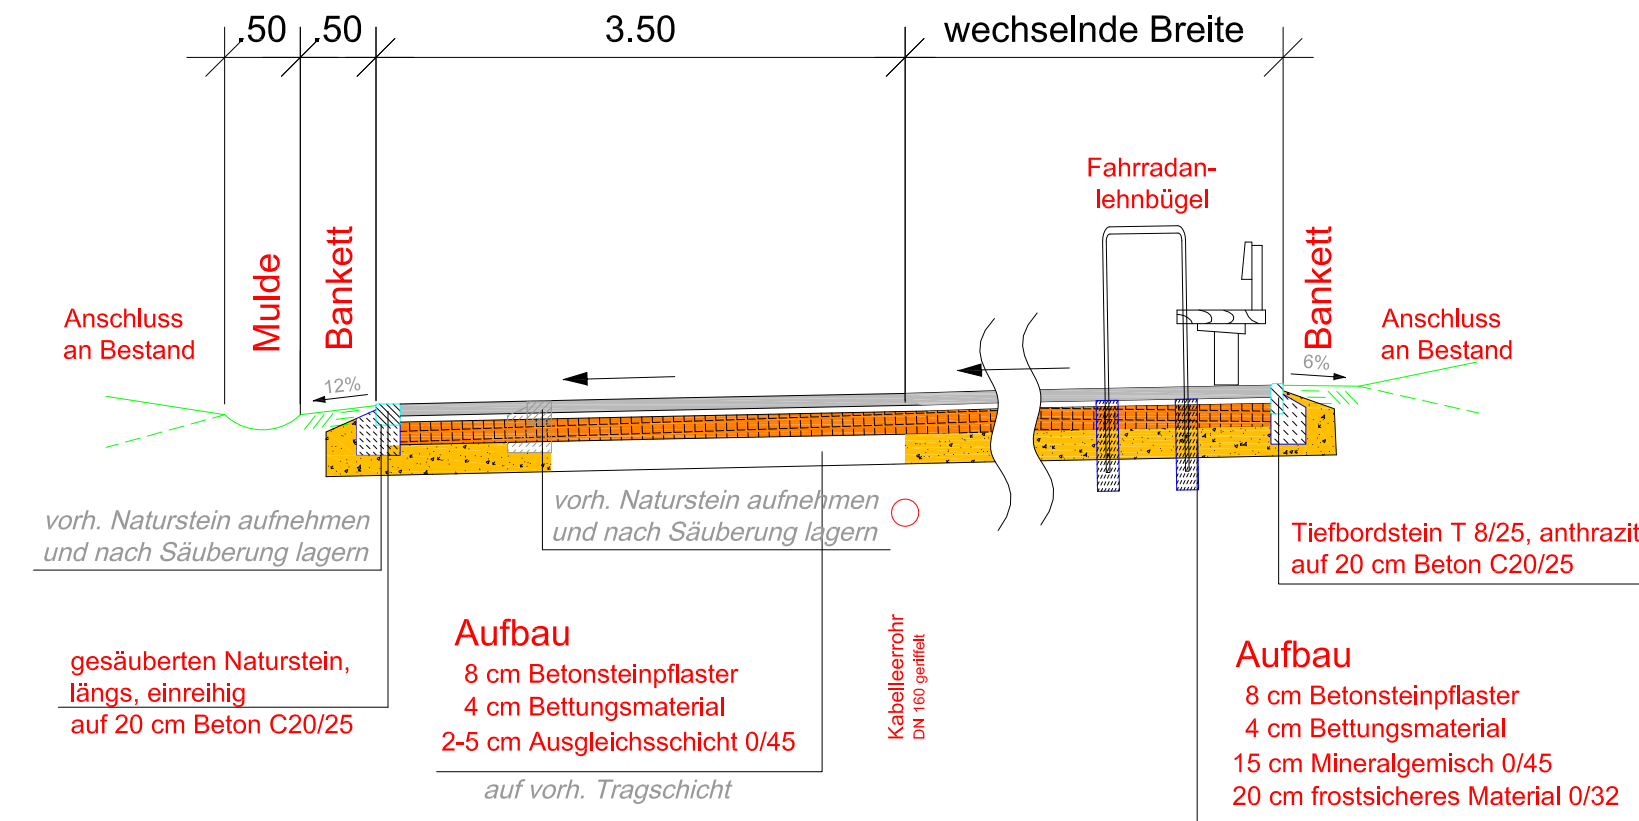 .50 .50 3.50 wechselnde Breite
Fahrradan-
lehnbügel
Mulde
Bankett
Bankett
Anschluss
an Bestand
Anschluss
an Bestand
12%
6%
vorh. Naturstein aufnehmen
und nach Säuberung lagern
vorh. Naturstein aufnehmen
und nach Säuberung lagern
Tiefbordstein T 8/25, anthrazit
auf 20 cm Beton C20/25
gesäuberten Naturstein,
längs, einreihig
auf 20 cm Beton C20/25
Aufbau
8 cm Betonsteinpflaster
4 cm Bettungsmaterial
2-5 cm Ausgleichsschicht 0/45
auf vorh. Tragschicht
Kabelleerrohr
DN 160 geriffelt
Aufbau
8 cm Betonsteinpflaster
4 cm Bettungsmaterial
15 cm Mineralgemisch 0/45
20 cm frostsicheres Material 0/32